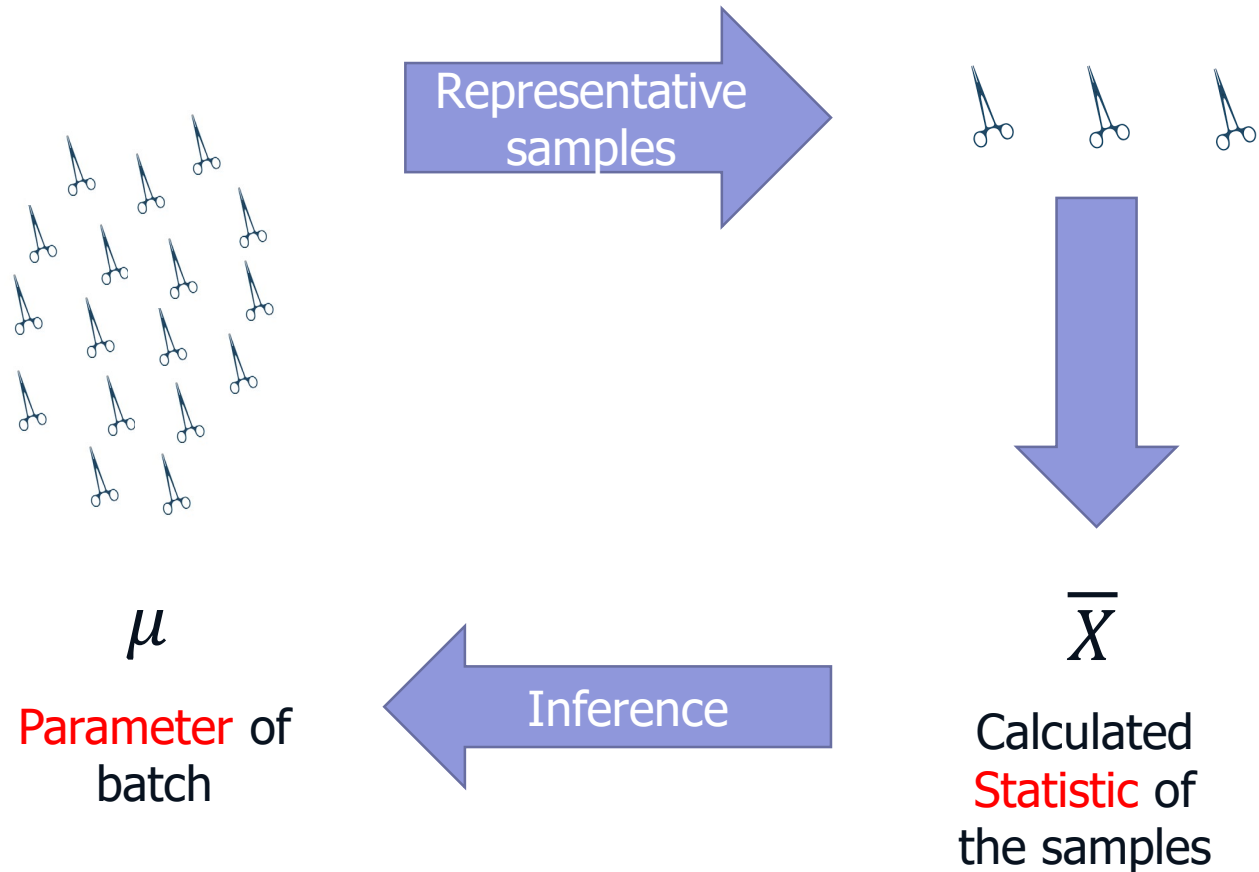 Representative
samples
μ
Parameter of
batch
Inference
X̄
Calculated
Statistic of
the samples